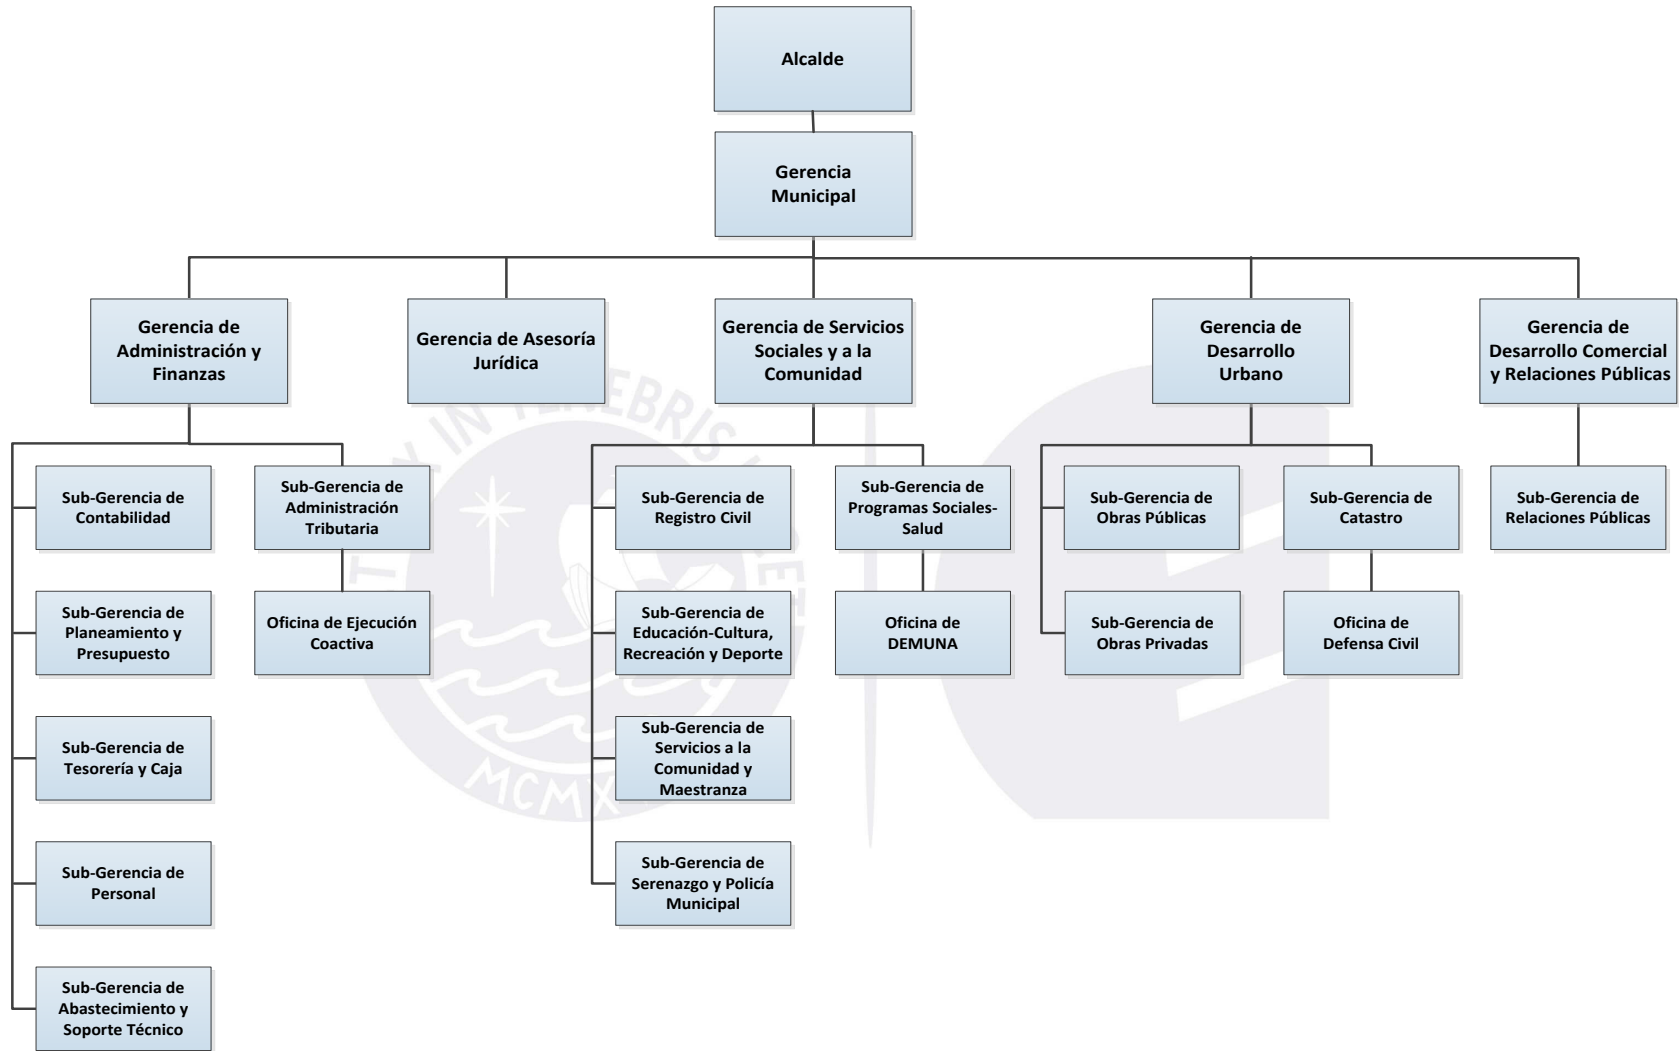 Alcalde
Gerencia
Municipal
Gerencia de
Administración y
Finanzas
Gerencia de Asesoría
Jurídica
Gerencia de Servicios
Sociales y a la
Comunidad
Gerencia de
Desarrollo
Urbano
Gerencia de
Desarrollo Comercial
y Relaciones Públicas
Sub-Gerencia de
Contabilidad
Sub-Gerencia de
Administración
Tributaria
Sub-Gerencia de
Registro Civil
Sub-Gerencia de
Programas Sociales-
Salud
Sub-Gerencia de
Obras Públicas
Sub-Gerencia de
Catastro
Sub-Gerencia de
Relaciones Públicas
Sub-Gerencia de
Planeamiento y
Presupuesto
Oficina de Ejecución
Coactiva
Sub-Gerencia de
Educación-Cultura,
Recreación y Deporte
Oficina de
DEMUNA
Sub-Gerencia de
Obras Privadas
Oficina de
Defensa Civil
Sub-Gerencia de
Tesorería y Caja
Sub-Gerencia de
Servicios a la
Comunidad y
Maestranza
Sub-Gerencia de
Personal
Sub-Gerencia de
Serenazgo y Policía
Municipal
Sub-Gerencia de
Abastecimiento y
Soporte Técnico
IN TENEBRIS
MCMX